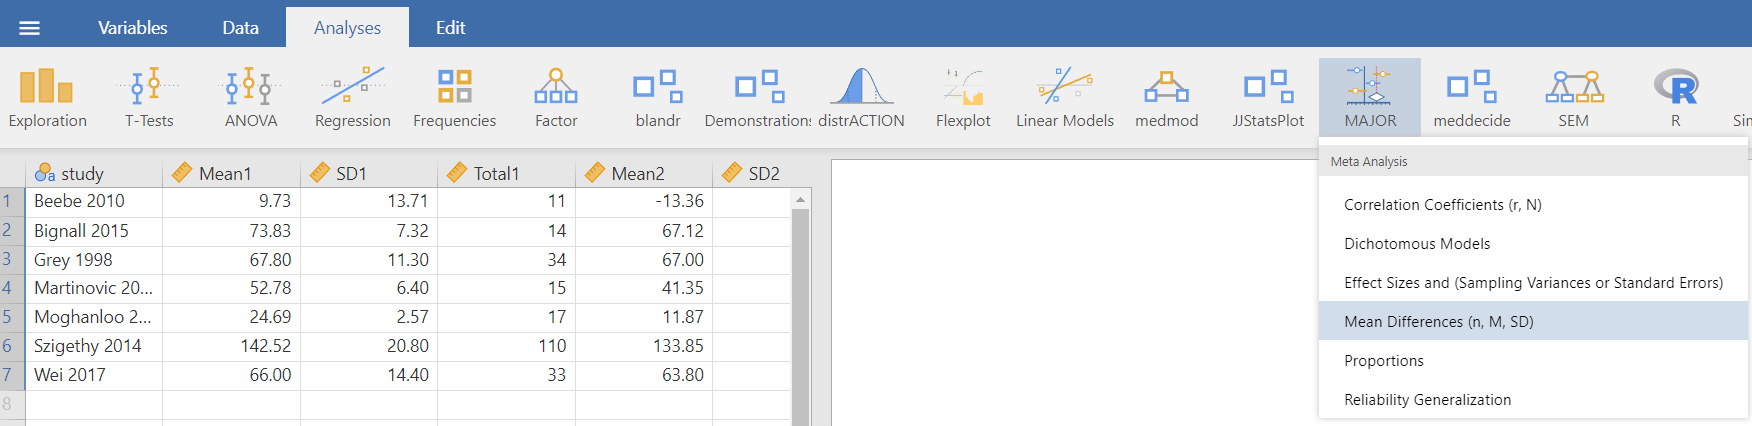 Variables Data Analyses Edit
Exploration T-Tests ANOVA Regression Frequencies Factor blandr Demonstrations distrACTION Flexplot Linear Models medmod JJStatsPlot MAJOR meddecide SEM R Sin
study Mean1 SD1 Total1 Mean2 SD2
1 Beebe 2010 9.73 13.71 11 -13.36
2 Bignall 2015 73.83 7.32 14 67.12
3 Grey 1998 67.80 11.30 34 67.00
4 Martinovic 20... 52.78 6.40 15 41.35
5 Moghanloo 2... 24.69 2.57 17 11.87
6 Szigethy 2014 142.52 20.80 110 133.85
7 Wei 2017 66.00 14.40 33 63.80
8
Meta Analysis
Correlation Coefficients (r, N)
Dichotomous Models
Effect Sizes and (Sampling Variances or Standard Errors)
Mean Differences (n, M, SD)
Proportions
Reliability Generalization